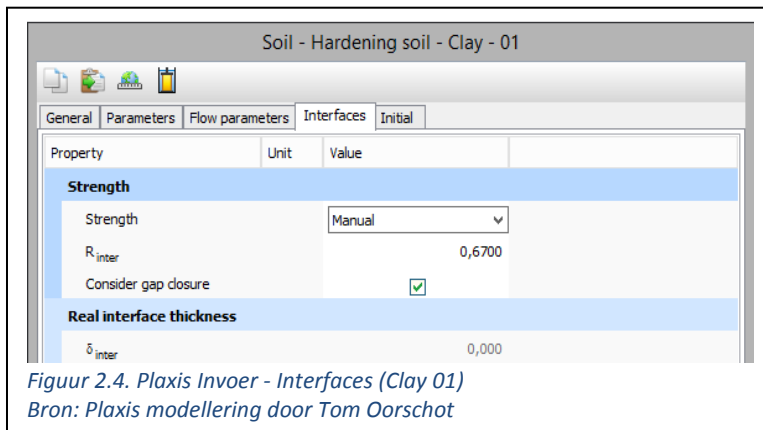 Soil - Hardening soil - Clay - 01
General Parameters Flow parameters Interfaces Initial
Property Unit Value
Strength
Strength Manual
R inter 0,6700
Consider gap closure
Real interface thickness
δ inter 0,000
Figuur 2.4. Plaxis Invoer - Interfaces (Clay 01)
Bron: Plaxis modellering door Tom Oorschot